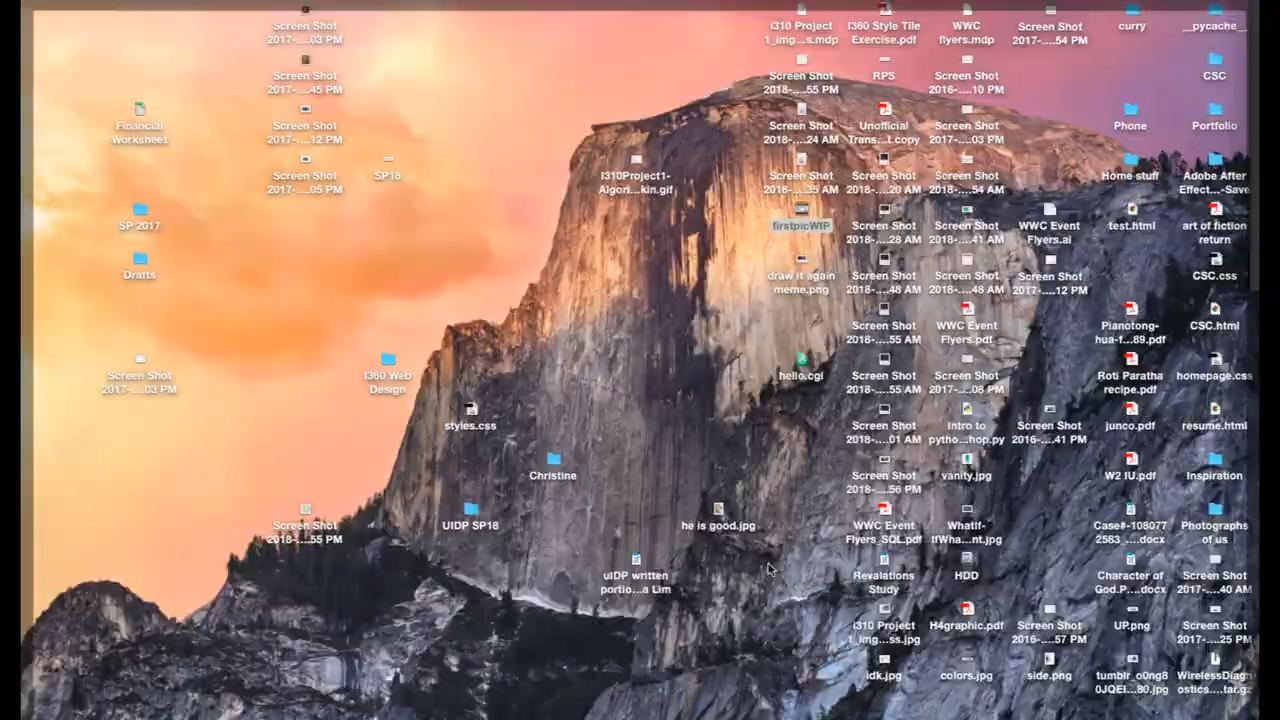 Screen Shot
2017-....03 PM
i310 Project
1_img...s.mdp
I360 Style Tile
Exercise.pdf
WWC
flyers.mdp
Screen Shot
2017-....54 PM
curry
__pycache__
Screen Shot
2017-....45 PM
Screen Shot
2018-....55 PM
RPS
Screen Shot
2016-....10 PM
CSC
Financial
Worksheet
Screen Shot
2017-....12 PM
Screen Shot
2018-....24 AM
Unofficial
Trans...t.copy
Screen Shot
2017-....03 PM
Phone
Portfolio
Screen Shot
2017-....05 PM
SP18
I310Project1-
Algori...kin.gif
Screen Shot
2018-....35 AM
Screen Shot
2018-....20 AM
Screen Shot
2018-....54 AM
Home stuff
Adobe After
Effect...-Save
SP 2017
firstpicWIP
Screen Shot
2018-....28 AM
Screen Shot
2018-....41 AM
WWC Event
Flyers.ai
test.html
art of fiction
return
Drafts
draw it again
meme.png
Screen Shot
2018-....48 AM
Screen Shot
2018-....48 AM
Screen Shot
2017-....12 PM
CSC.css
Screen Shot
2018-....55 AM
WWC Event
Flyers.pdf
Pianotong-
hua-f...89.pdf
CSC.html
Screen Shot
2017-....03 PM
I360 Web
Design
hello.cgi
Screen Shot
2018-....55 AM
Screen Shot
2017-....08 PM
Roti Paratha
recipe.pdf
homepage.css
styles.css
Screen Shot
2018-....01 AM
Intro to
pytho...hop.py
Screen Shot
2016-....41 PM
junco.pdf
resume.html
Christine
Screen Shot
2018-....56 PM
vanity.jpg
W2 IU.pdf
Inspiration
Screen Shot
2018-....55 PM
UIDP SP18
he is good.jpg
WWC Event
Flyers_SQL.pdf
WhatIf-
IfWha...nt.jpg
Case#-108077
2563_....docx
Photographs
of us
uIDP written
portio...a Lim
Revalations
Study
HDD
Character of
God.P....docx
Screen Shot
2017-....40 AM
i310 Project
1_img...ss.jpg
H4graphic.pdf
Screen Shot
2016-....57 PM
UP.png
Screen Shot
2017-....25 PM
idk.jpg
colors.jpg
side.png
tumblr_o0ng8
0JQEI...80.jpg
WirelessDiagn
ostics....tar.gz